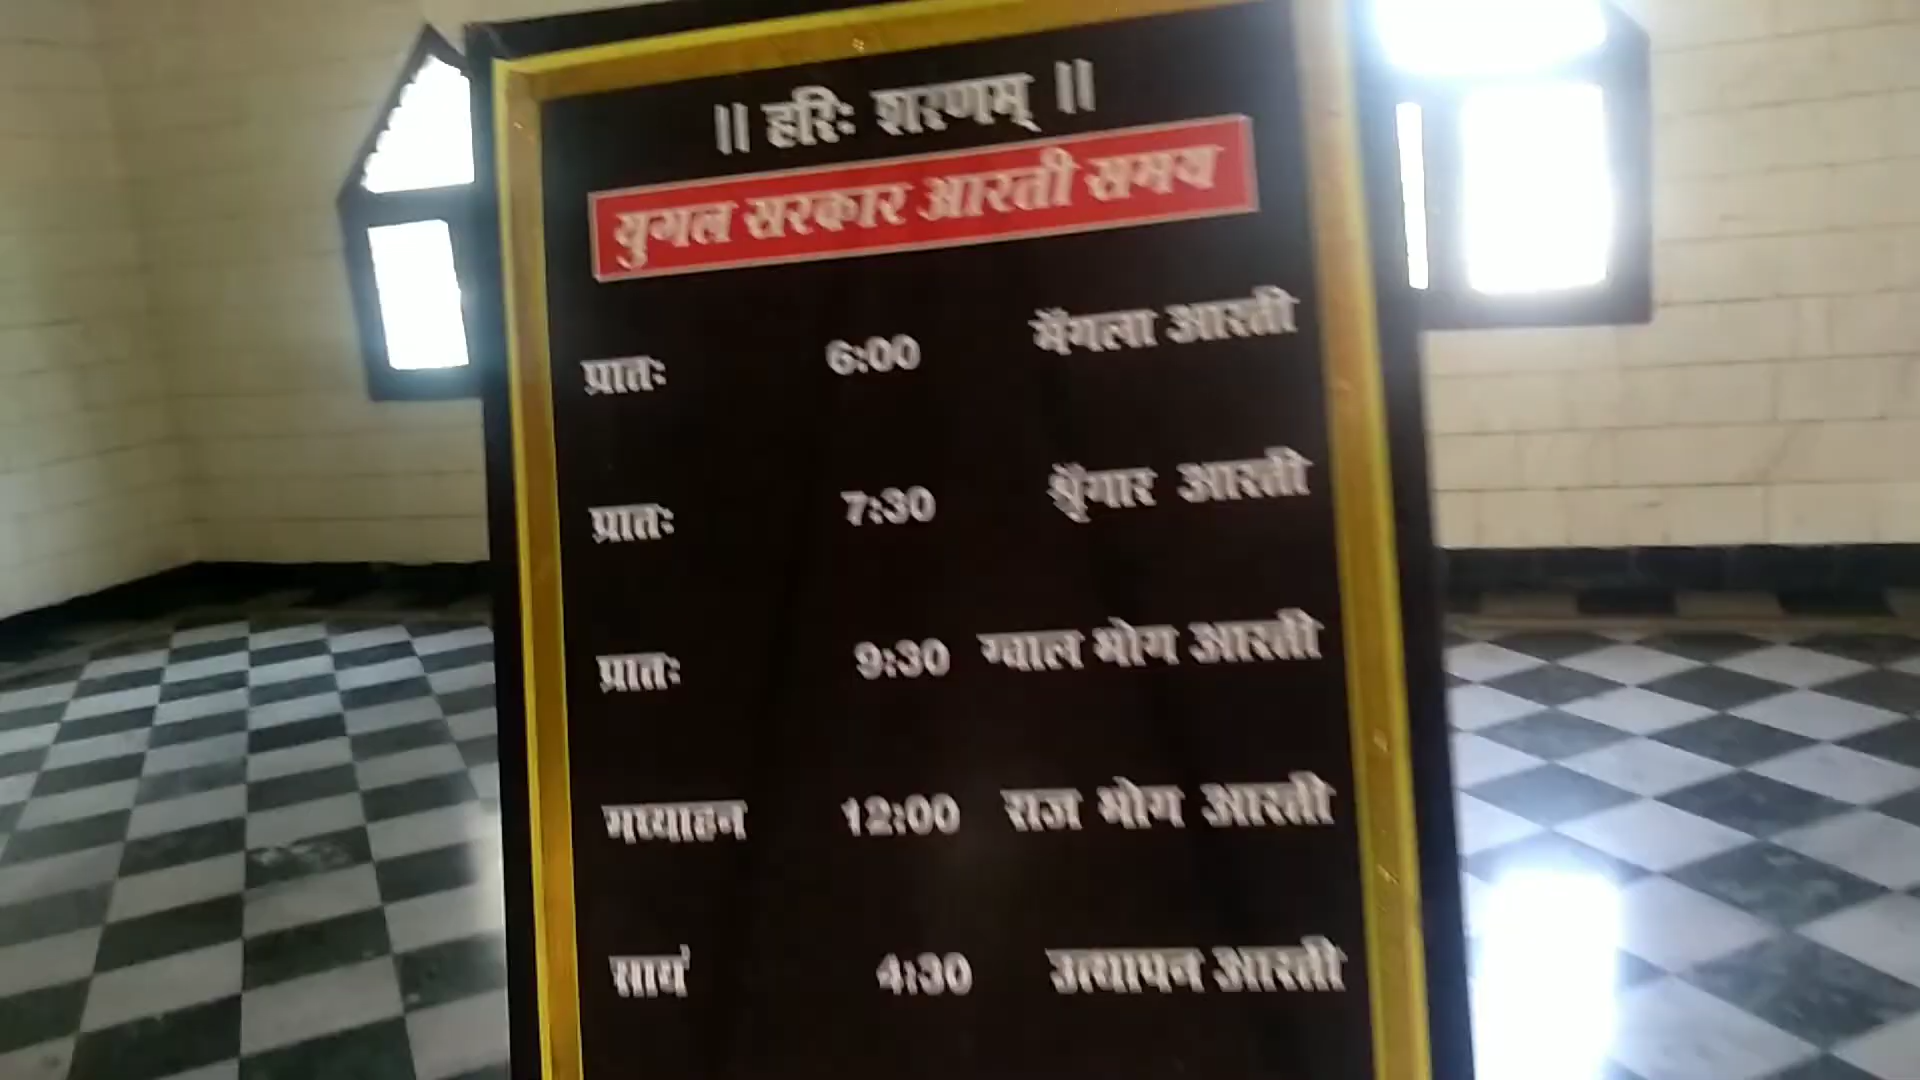 ॥ हरिः शरणम् ॥
युगल सरकार आरती समय
प्रातः 6:00 मँगला आरती
प्रातः 7:30 श्रृँगार आरती
प्रातः 9:30 ग्वाल भोग आरती
मध्याहन 12:00 राज भोग आरती
सायं 4:30 उत्थापन आरती